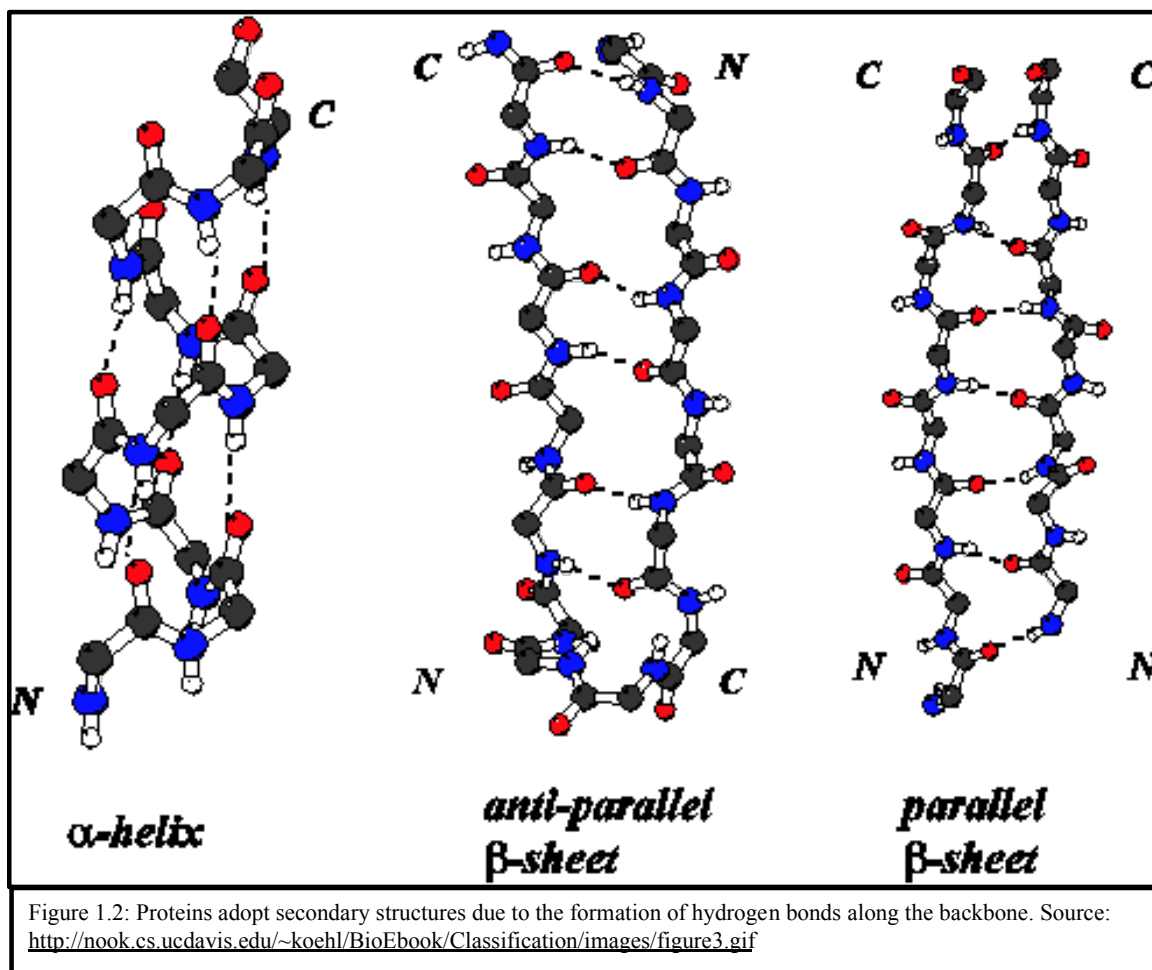 C
C
N
C
C
N
N
C
N
N
α-helix
anti-parallel
β-sheet
parallel
β-sheet
Figure 1.2: Proteins adopt secondary structures due to the formation of hydrogen bonds along the backbone. Source:
http://nook.cs.ucdavis.edu/~koehl/BioEbook/Classification/images/figure3.gif